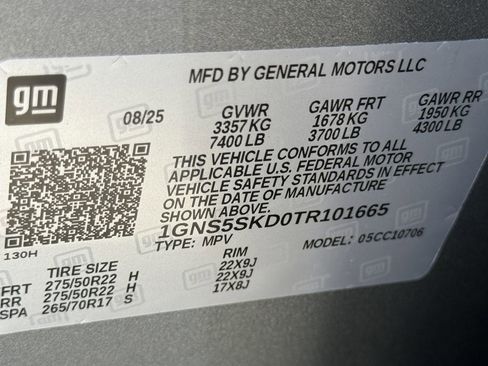 gm
MFD BY GENERAL MOTORS LLC
08/25 GVWR GAWR FRT GAWR RR
3357 KG 1678 KG 1950 KG
7400 LB 3700 LB 4300 LB
THIS VEHICLE CONFORMS TO ALL
APPLICABLE U.S. FEDERAL MOTOR
VEHICLE SAFETY STANDARDS IN EFFECT
ON THE DATE OF MANUFACTURE
SHOWN ABOVE.
1GNS5SKD0TR101665
130H TYPE: MPV MODEL: 05CC10706
TIRE SIZE RIM
FRT 275/50R22 H 22X9J
RR 275/50R22 H 22X9J
SPA 265/70R17 S 17X8J